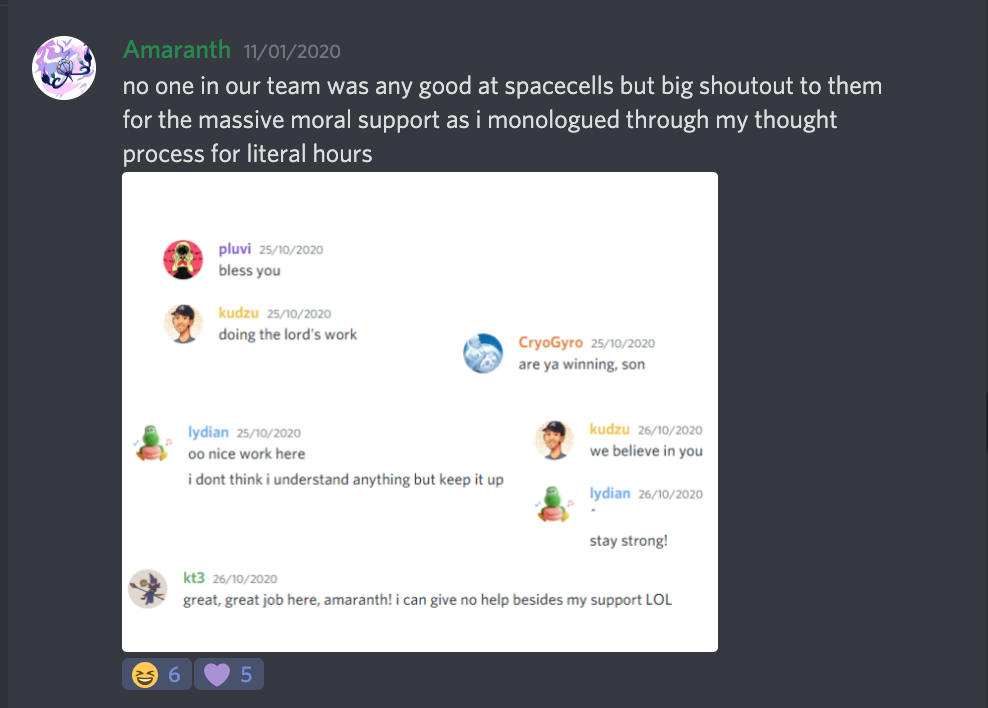 Amaranth 11/01/2020
no one in our team was any good at spacecells but big shoutout to them
for the massive moral support as i monologued through my thought
process for literal hours
pluvi 25/10/2020
bless you
kudzu 25/10/2020
doing the lord's work
CryoGyro 25/10/2020
are ya winning, son
lydian 25/10/2020
oo nice work here
i dont think i understand anything but keep it up
kudzu 26/10/2020
we believe in you
lydian 26/10/2020
^
stay strong!
kt3 26/10/2020
great, great job here, amaranth! i can give no help besides my support LOL
6 5